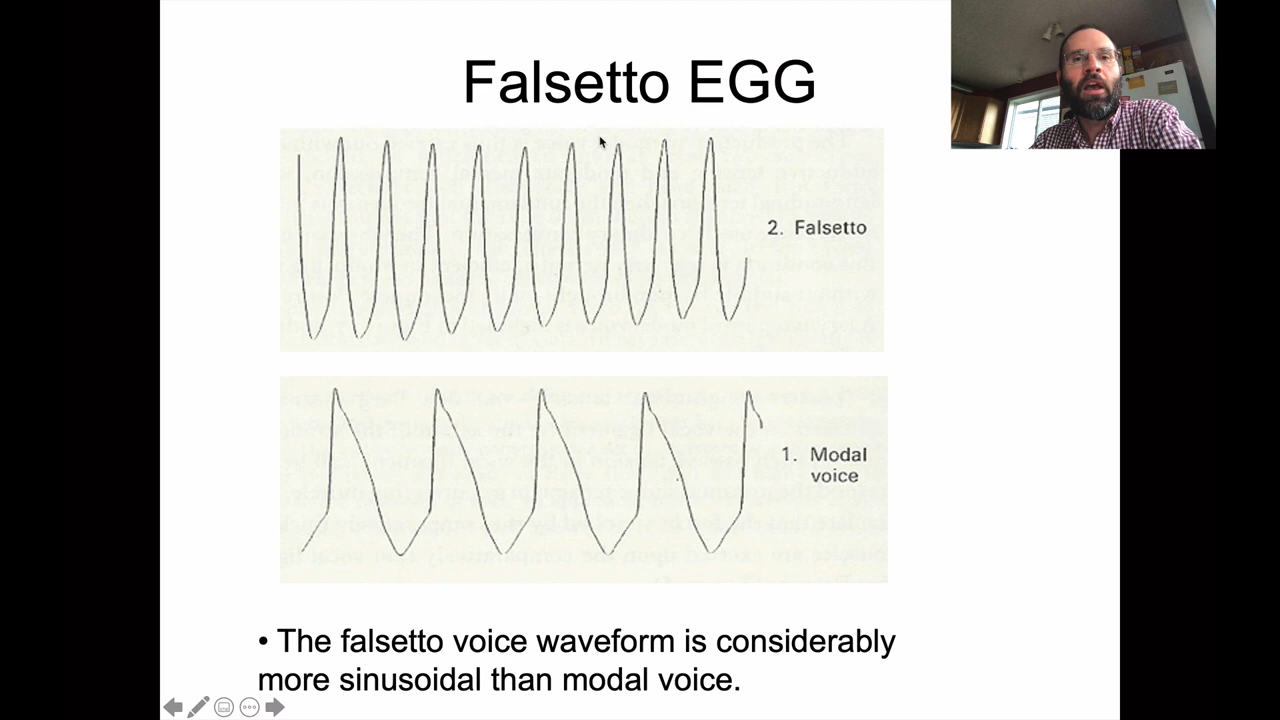 Falsetto EGG
2. Falsetto
1. Modal
voice
• The falsetto voice waveform is considerably
more sinusoidal than modal voice.